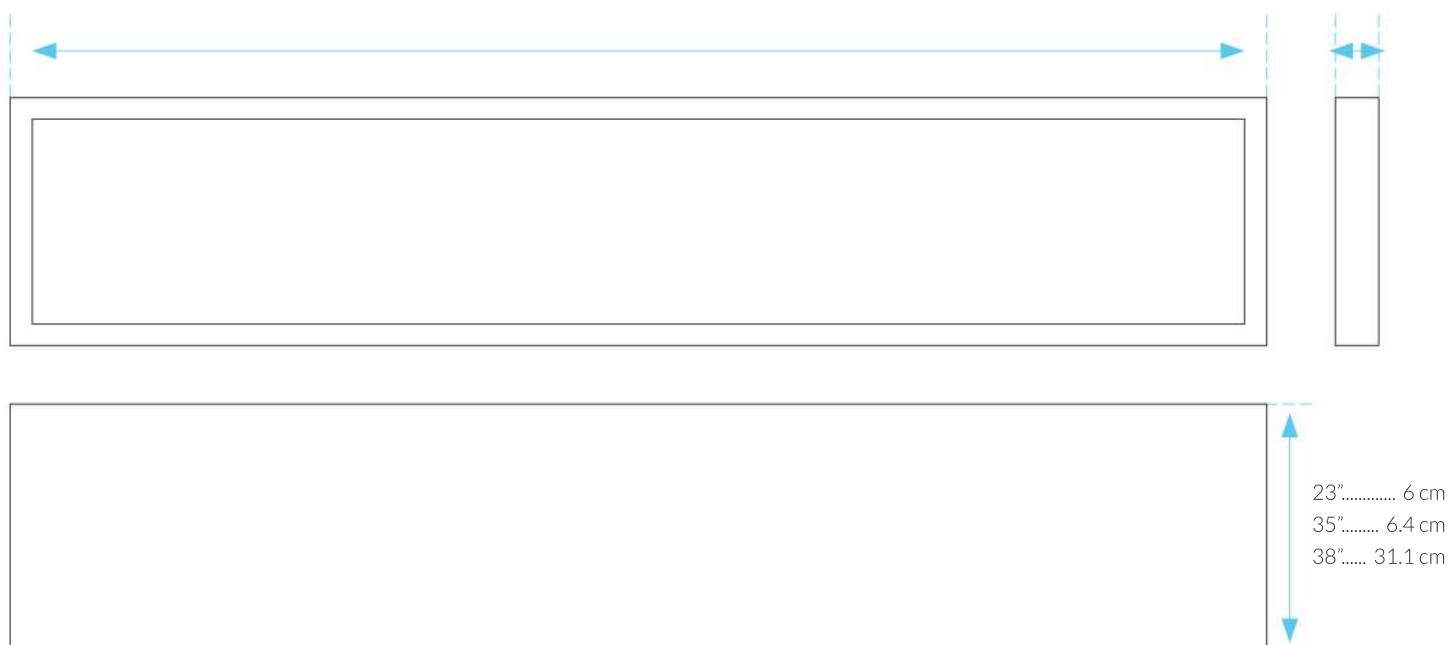 23”............. 6 cm
35”......... 6.4 cm
38”...... 31.1 cm